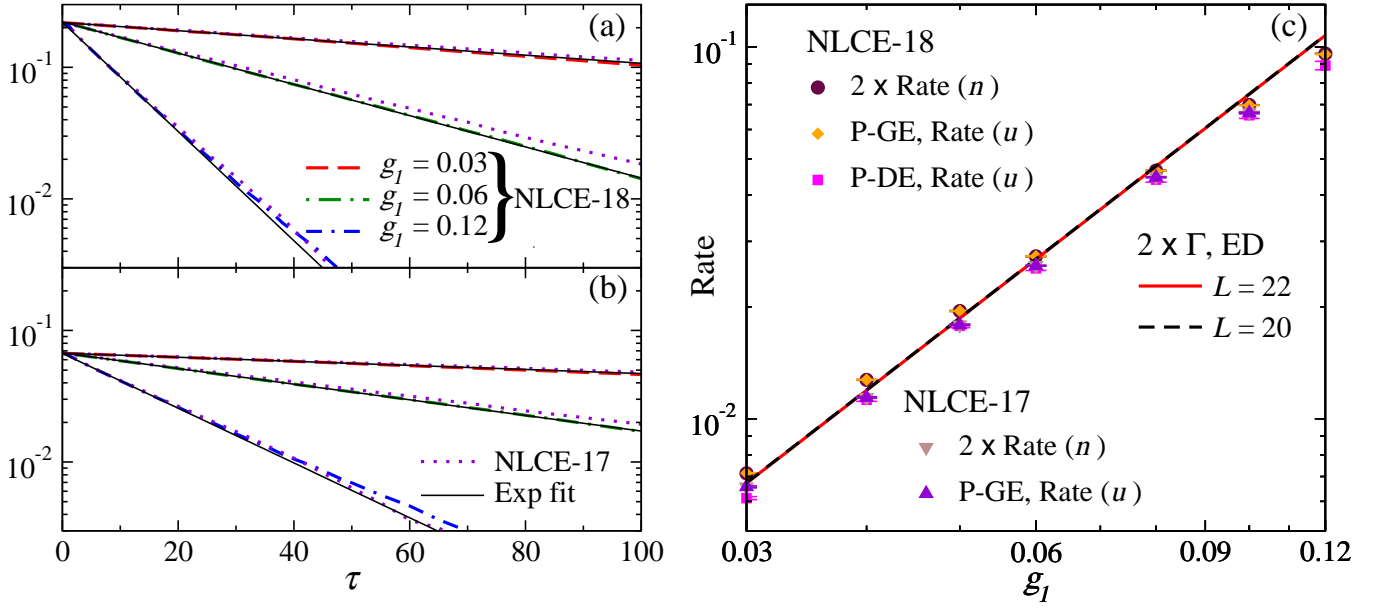 (a)
10⁻¹
10⁻²
g₁ = 0.03
g₁ = 0.06
g₁ = 0.12
NLCE-18
(b)
10⁻¹
10⁻²
NLCE-17
Exp fit
0 20 40 60 80 100
τ
(c)
10⁻¹
10⁻²
Rate
NLCE-18
2 x Rate (n)
P-GE, Rate (u)
P-DE, Rate (u)
2 x Γ, ED
L = 22
L = 20
NLCE-17
2 x Rate (n)
P-GE, Rate (u)
0.03 0.06 0.09 0.12
g₁